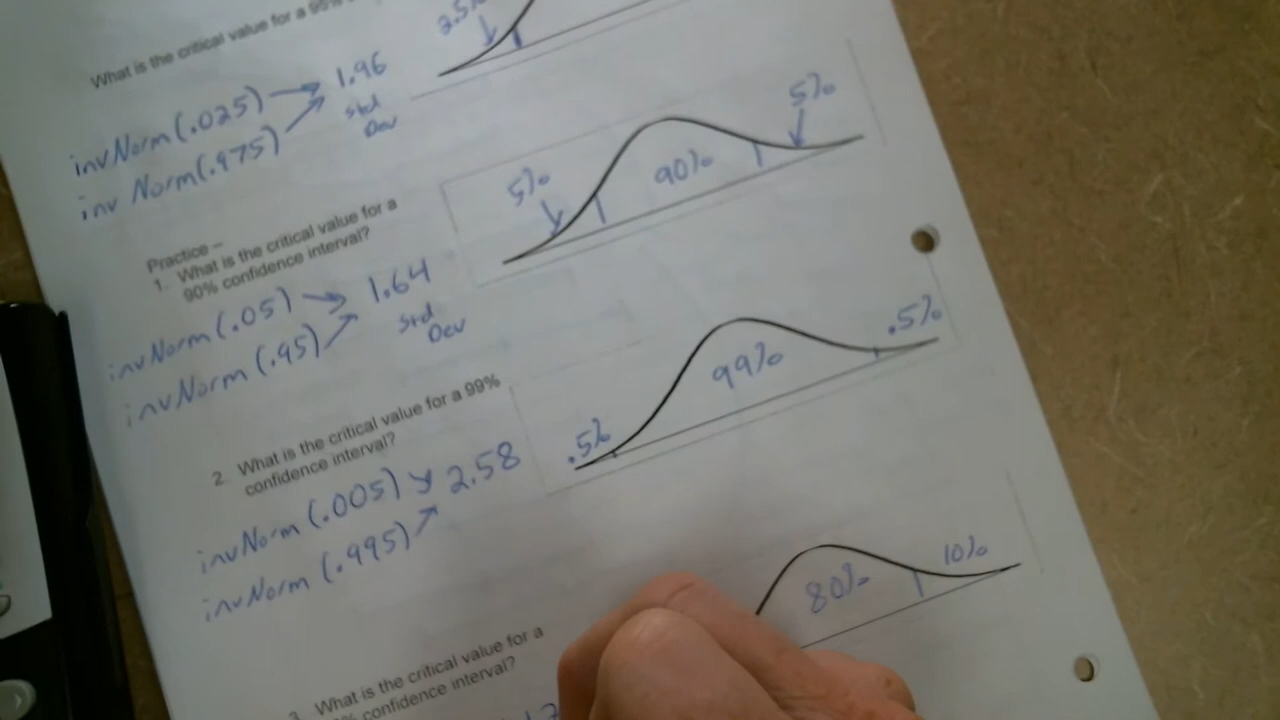 What is the critical value for a 95%
2.5%
invNorm(.025) → 1.96
inv Norm(.975) std
Dev
5% 90% 5%
Practice –
1. What is the critical value for a
90% confidence interval?
invNorm(.05) → 1.64
invNorm(.95) std
Dev
.5% 99% .5%
2. What is the critical value for a 99%
confidence interval?
invNorm(.005) 2.58
invNorm(.995)
80% 10%
What is the critical value for a
% confidence interval?